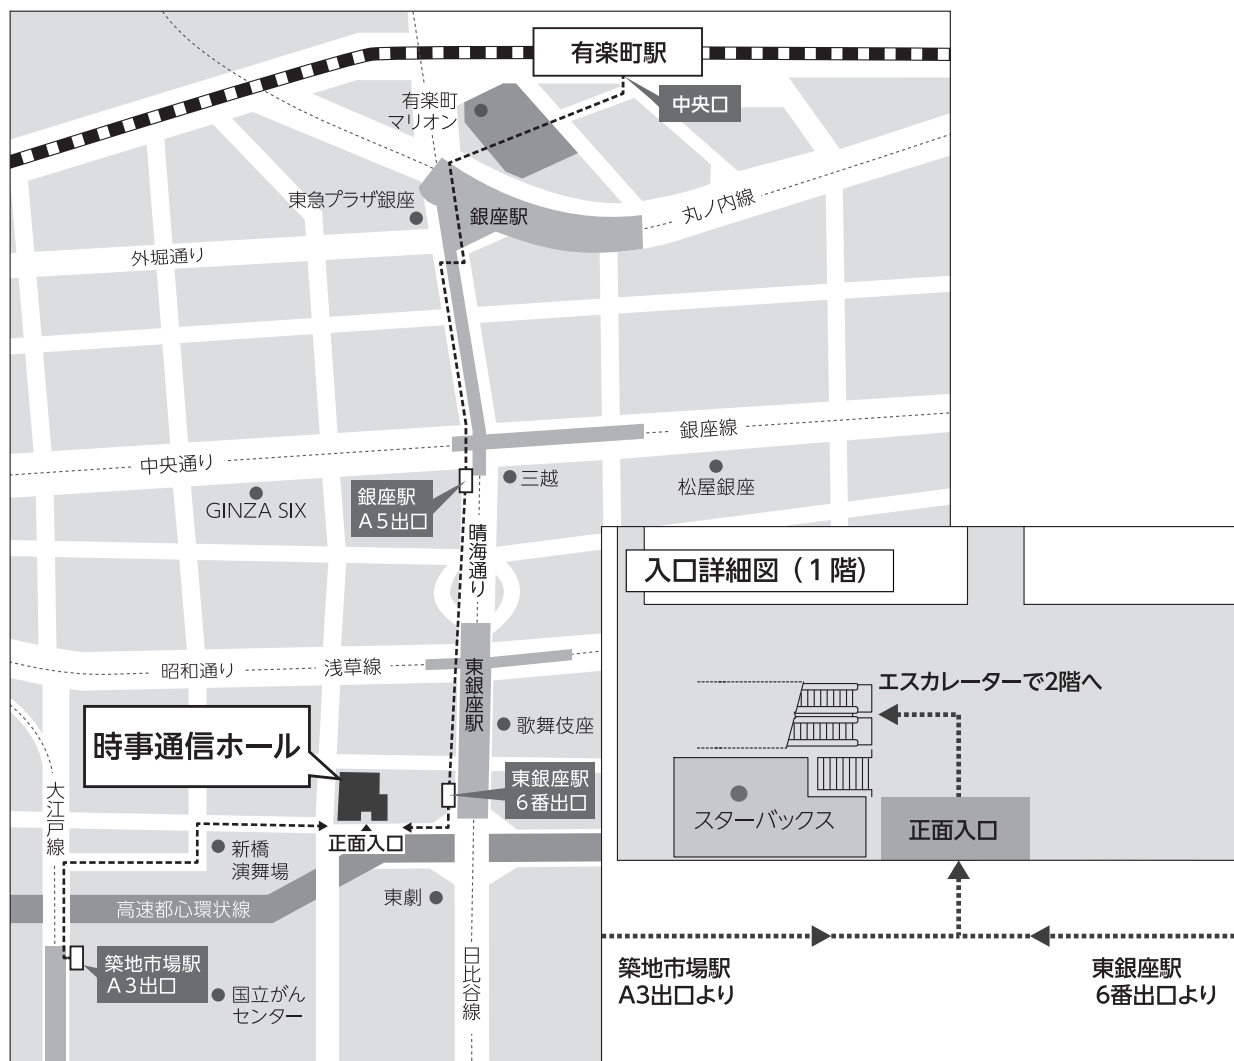 有楽町駅
中央口
有楽町
マリオン
東急プラザ銀座
銀座駅
丸ノ内線
外堀通り
銀座線
中央通り
三越
松屋銀座
GINZA SIX
銀座駅
A5出口
晴海通り
昭和通り
浅草線
東銀座駅
歌舞伎座
時事通信ホール
東銀座駅
6番出口
大江戸線
正面入口
新橋
演舞場
東劇
高速都心環状線
日比谷線
築地市場駅
A3出口
国立がん
センター
入口詳細図(1階)
エスカレーターで2階へ
スターバックス
正面入口
築地市場駅
A3出口より
東銀座駅
6番出口より